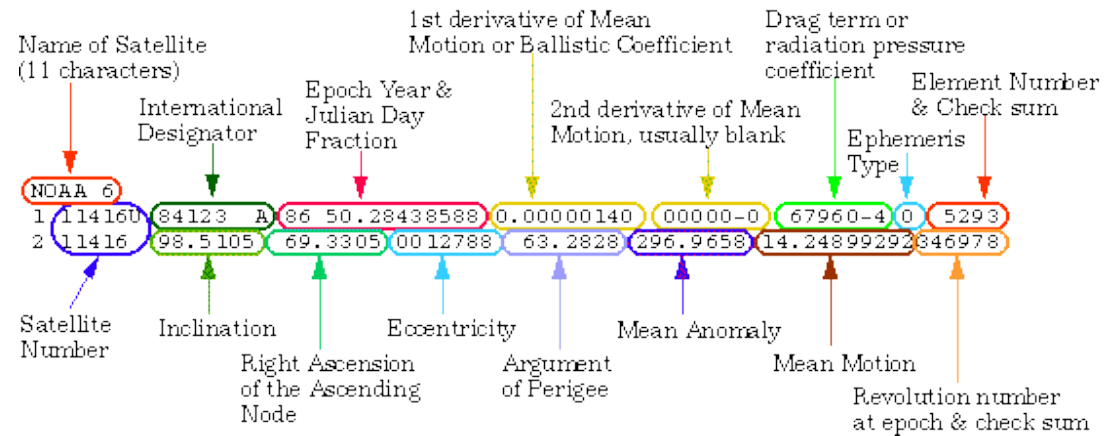 Name of Satellite
(11 characters)
International
Designator
Epoch Year &
Julian Day
Fraction
1st derivative of Mean
Motion or Ballistic Coefficient
2nd derivative of Mean
Motion, usually blank
Drag term or
radiation pressure
coefficient
Ephemeris
Type
Element Number
& Check sum
NOAA 6
1 11416U 84123 A 86 50.28438588 0.00000140 00000-0 67960-4 0 5293
2 11416 98.5105 69.3305 0012788 63.2828 296.9658 14.24899292 346978
Satellite
Number
Inclination
Right Ascension
of the Ascending
Node
Eccentricity
Argument
of Perigee
Mean Anomaly
Mean Motion
Revolution number
at epoch & check sum